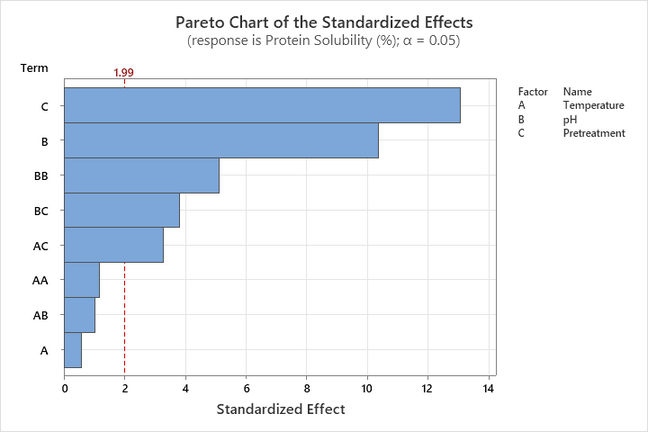 Pareto Chart of the Standardized Effects
(response is Protein Solubility (%); α = 0.05)
Term
1.99
C
B
BB
BC
AC
AA
AB
A
0 2 4 6 8 10 12 14
Standardized Effect
Factor Name
A Temperature
B pH
C Pretreatment